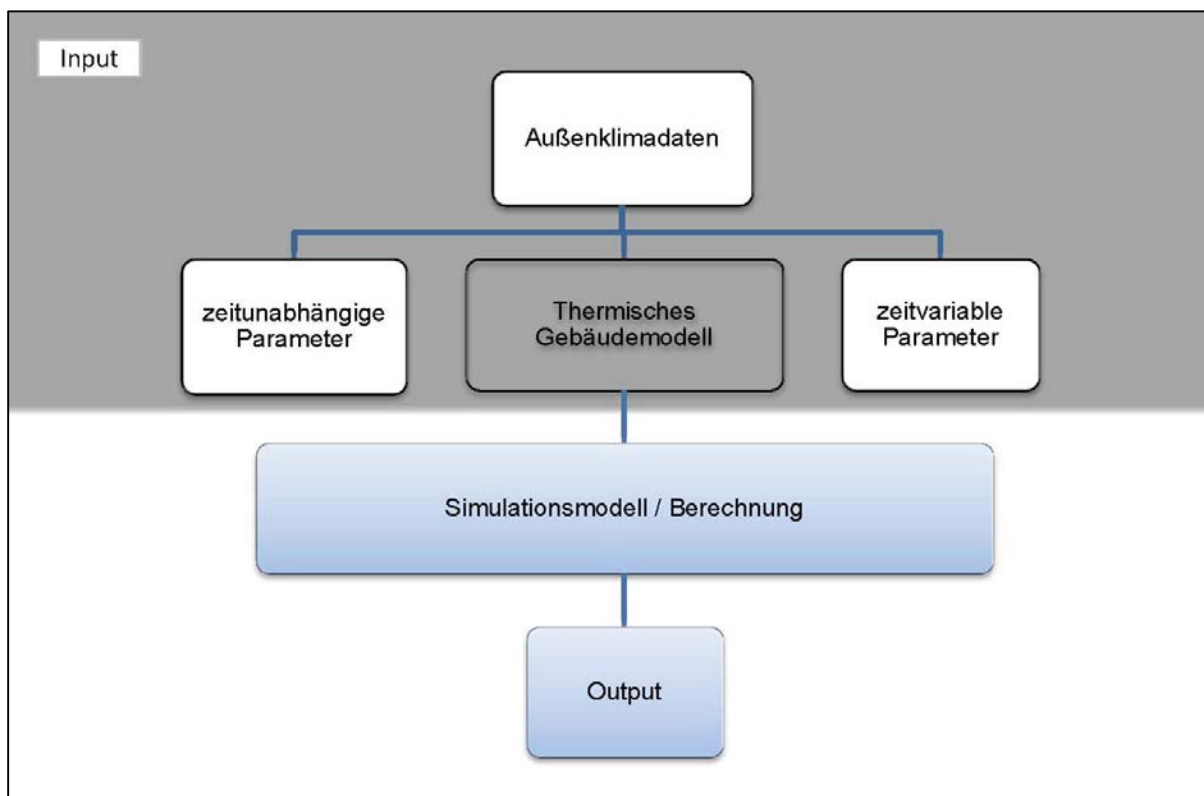 Input
Außenklimadaten
zeitunabhängige
Parameter
Thermisches
Gebäudemodell
zeitvariable
Parameter
Simulationsmodell / Berechnung
Output